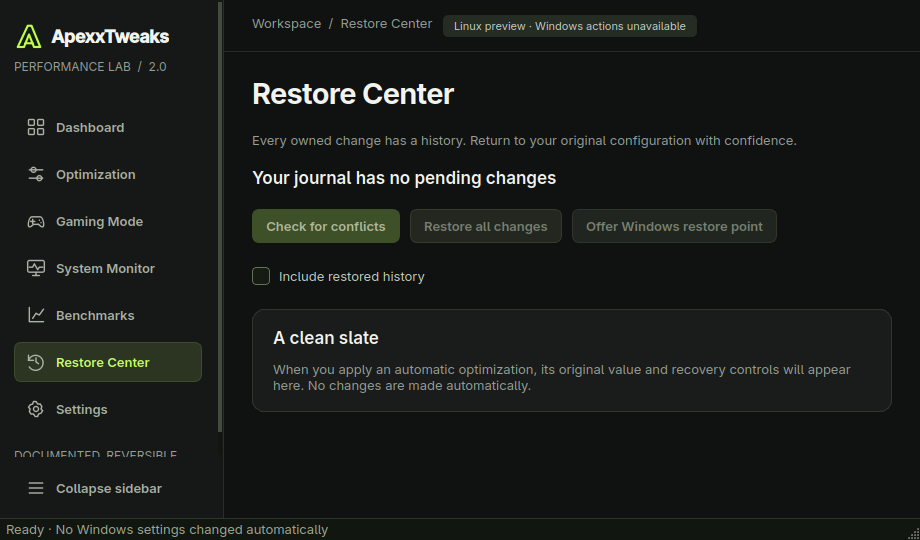 ApexxTweaks
PERFORMANCE LAB / 2.0
Dashboard
Optimization
Gaming Mode
System Monitor
Benchmarks
Restore Center
Settings
DOCUMENTED. REVERSIBLE
Collapse sidebar
Workspace / Restore Center
Linux preview · Windows actions unavailable
Restore Center
Every owned change has a history. Return to your original configuration with confidence.
Your journal has no pending changes
Check for conflicts
Restore all changes
Offer Windows restore point
Include restored history
A clean slate
When you apply an automatic optimization, its original value and recovery controls will appear
here. No changes are made automatically.
Ready · No Windows settings changed automatically